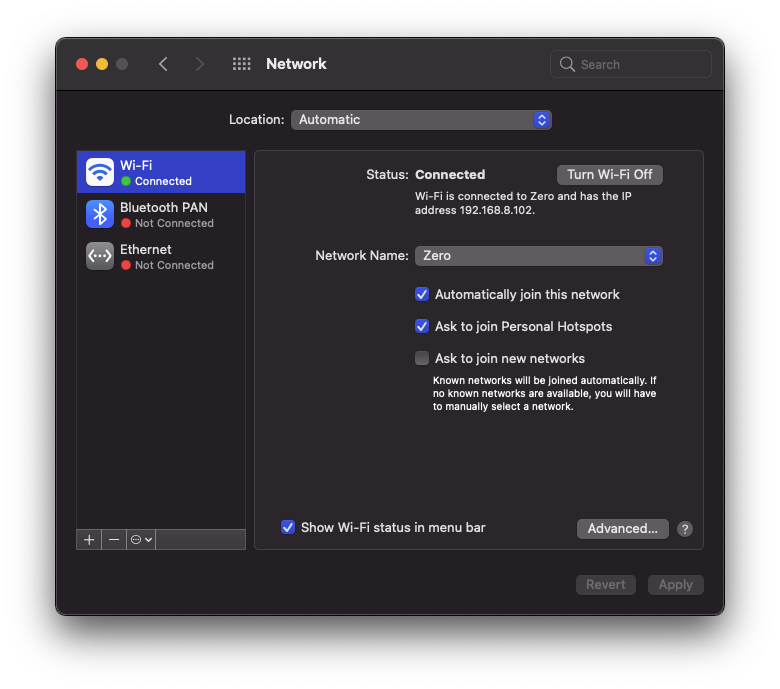 Network
Search
Location: Automatic
Wi-Fi
Connected
Bluetooth PAN
Not Connected
Ethernet
Not Connected
Status: Connected
Turn Wi-Fi Off
Wi-Fi is connected to Zero and has the IP
address 192.168.8.102.
Network Name: Zero
Automatically join this network
Ask to join Personal Hotspots
Ask to join new networks
Known networks will be joined automatically. If
no known networks are available, you will have
to manually select a network.
Show Wi-Fi status in menu bar
Advanced...
?
Revert
Apply